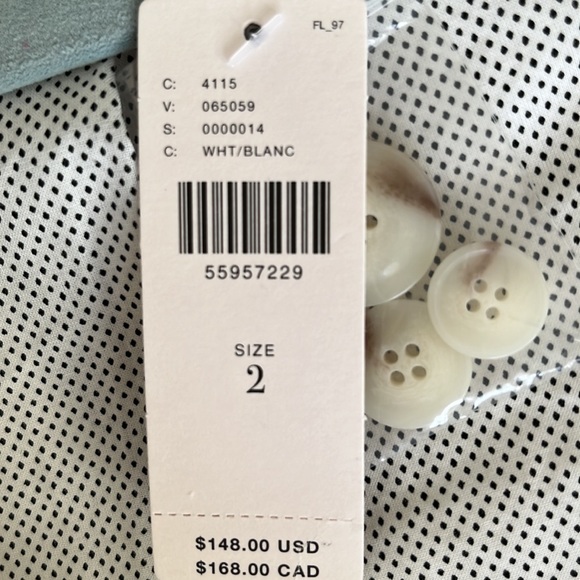 FL_97
C: 4115
V: 065059
S: 0000014
C: WHT/BLANC
55957229
SIZE
2
$148.00 USD
$168.00 CAD